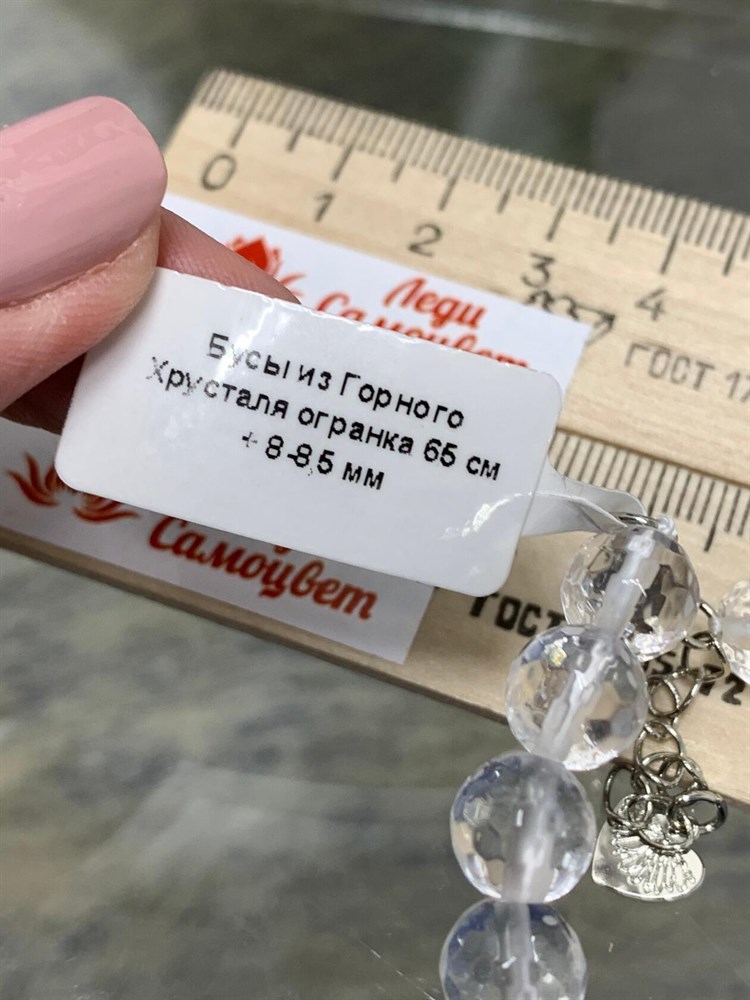 0 1 2 3 4
Леди
Самоцвет
ГОСТ 17
Бусы из Горного
Хрусталя огранка 65 см
+ 8-8,5 мм
Самоцвет
ГОСТ